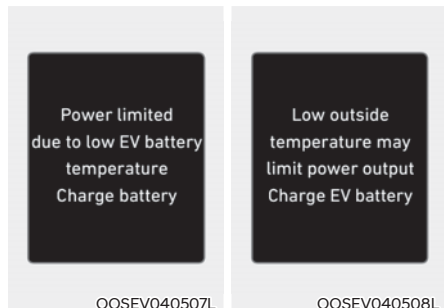 Power limited
due to low EV battery
temperature
Charge battery
OOSEV040507L
Low outside
temperature may
limit power output
Charge EV battery
OOSEV040508L